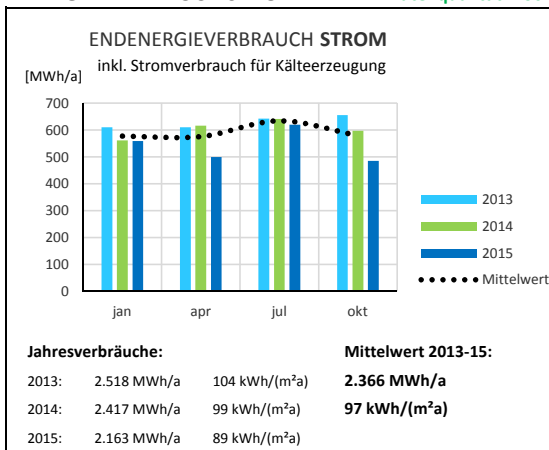 ENDENERGIEVERBRAUCH STROM
inkl. Stromverbrauch für Kälteerzeugung
[MWh/a]
700
600
500
400
300
200
100
0
jan apr jul okt
2013
2014
2015
Mittelwert
Jahresverbräuche: Mittelwert 2013-15:
2013: 2.518 MWh/a 104 kWh/(m²a) 2.366 MWh/a
2014: 2.417 MWh/a 99 kWh/(m²a) 97 kWh/(m²a)
2015: 2.163 MWh/a 89 kWh/(m²a)